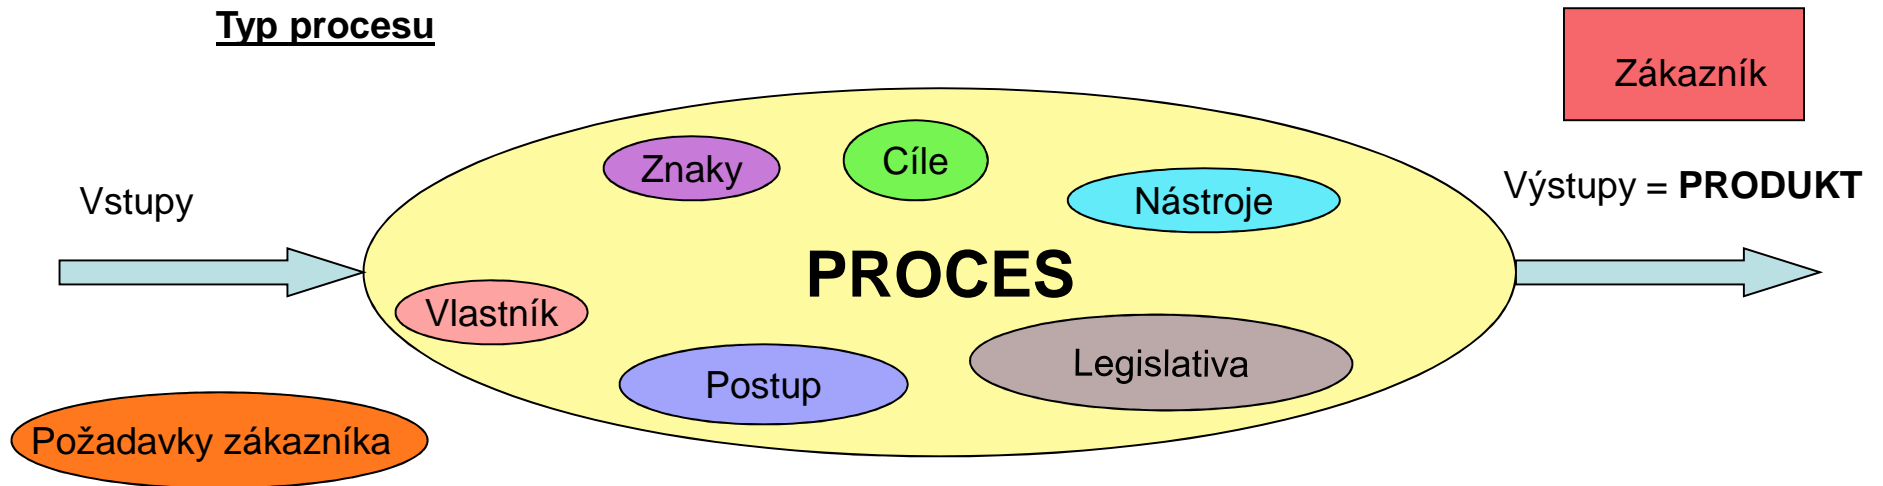 Typ procesu
Zákazník
Znaky
Cíle
Nástroje
Vstupy
Výstupy = PRODUKT
PROCES
Vlastník
Postup
Legislativa
Požadavky zákazníka